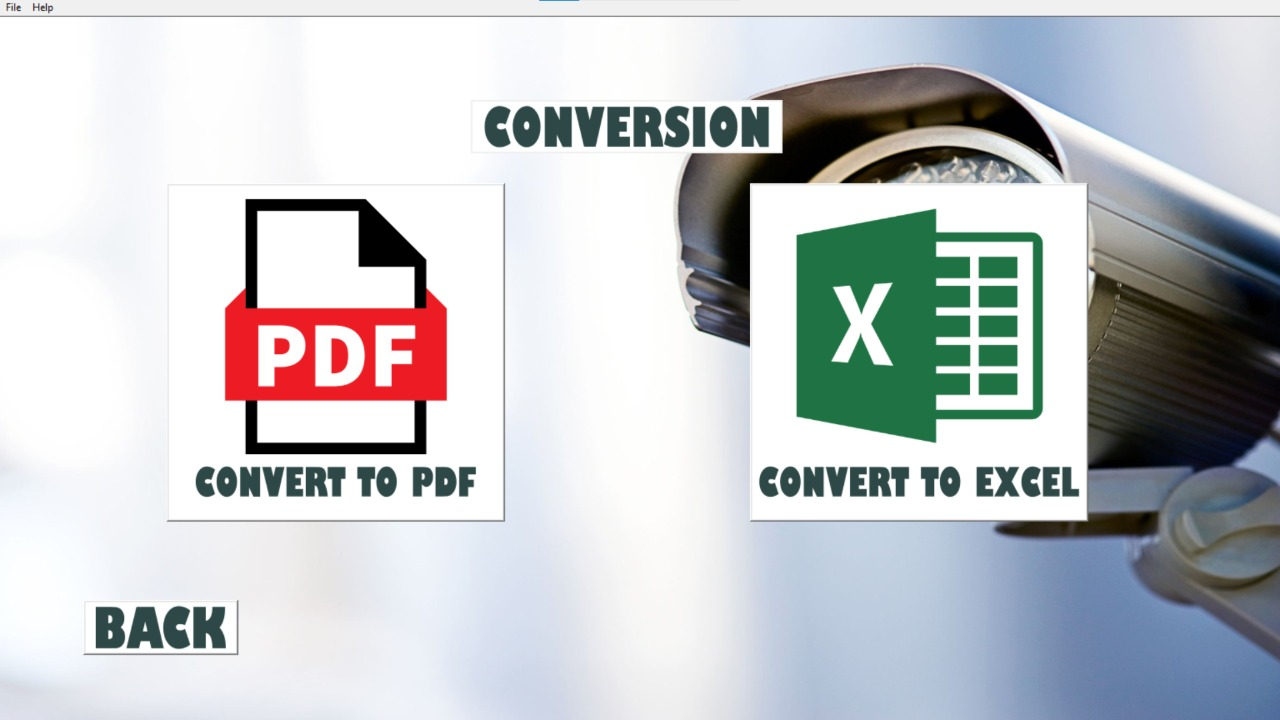 File Help
CONVERSION
PDF
X
CONVERT TO PDF
CONVERT TO EXCEL
BACK